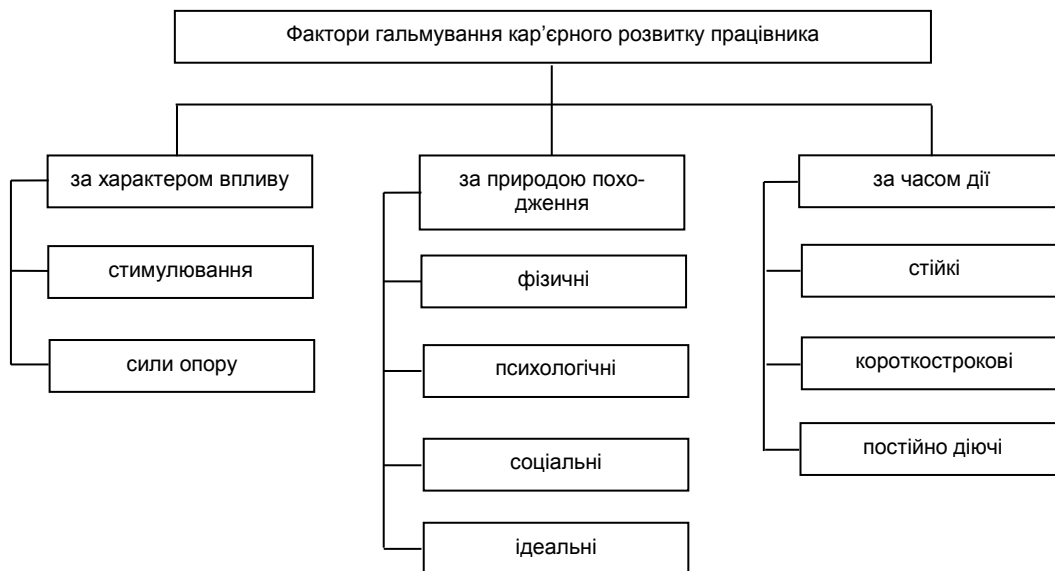 Фактори гальмування кар’єрного розвитку працівника
за характером впливу
стимулювання
сили опору
за природою похо-
дження
фізичні
психологічні
соціальні
ідеальні
за часом дії
стійкі
короткострокові
постійно діючі